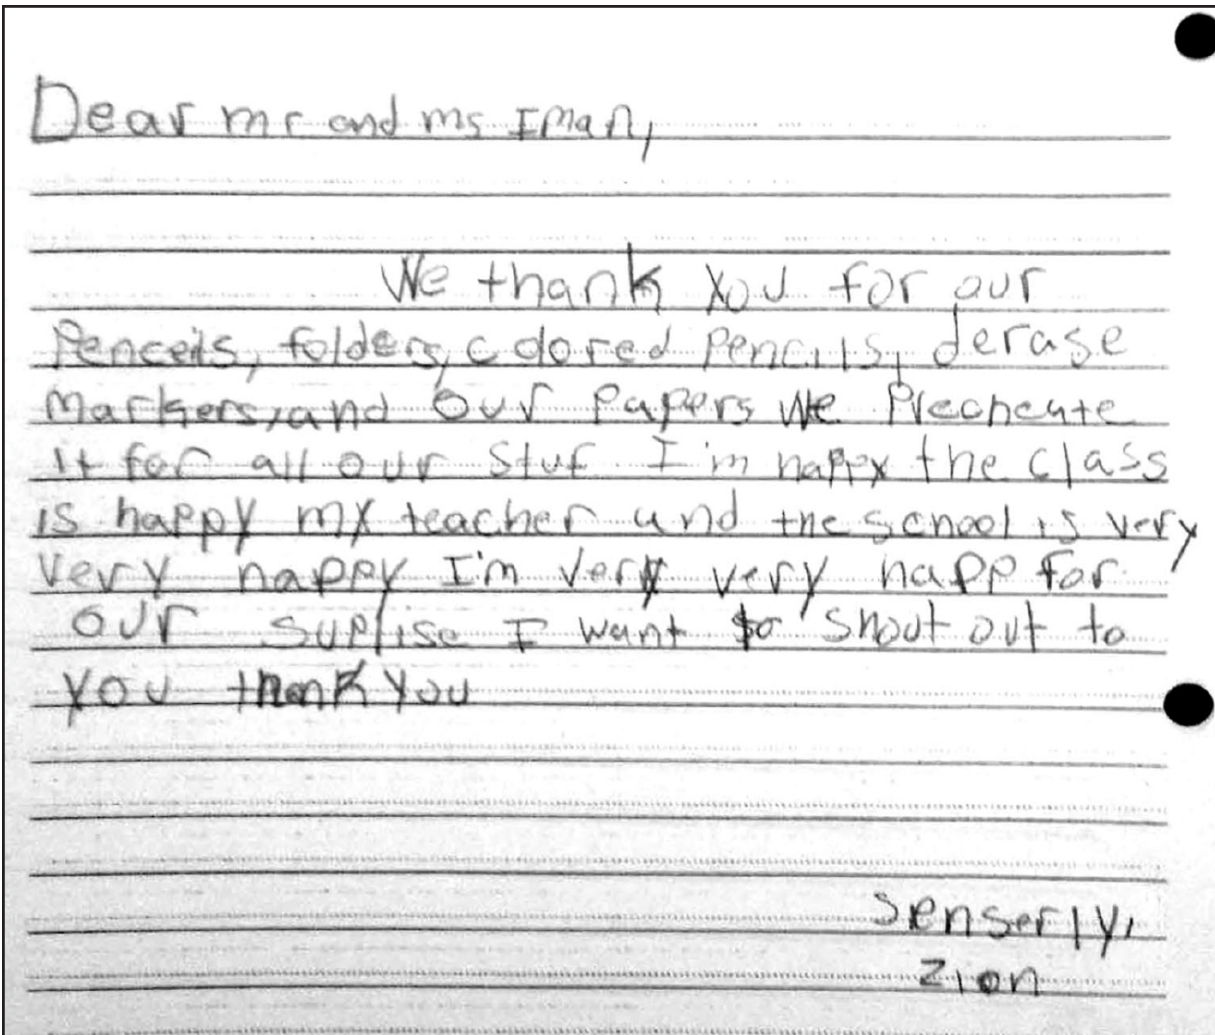 Dear mr and ms Iman,
We thank you for our
Penceils, folders, colored pencils, derase
markers, and our papers We Precheate
it for all our stuf I'm happy the class
is happy my teacher and the school is very
very happy I'm very very happ for
our suplise I want to shout out to
you thank you
senserly,
Zion